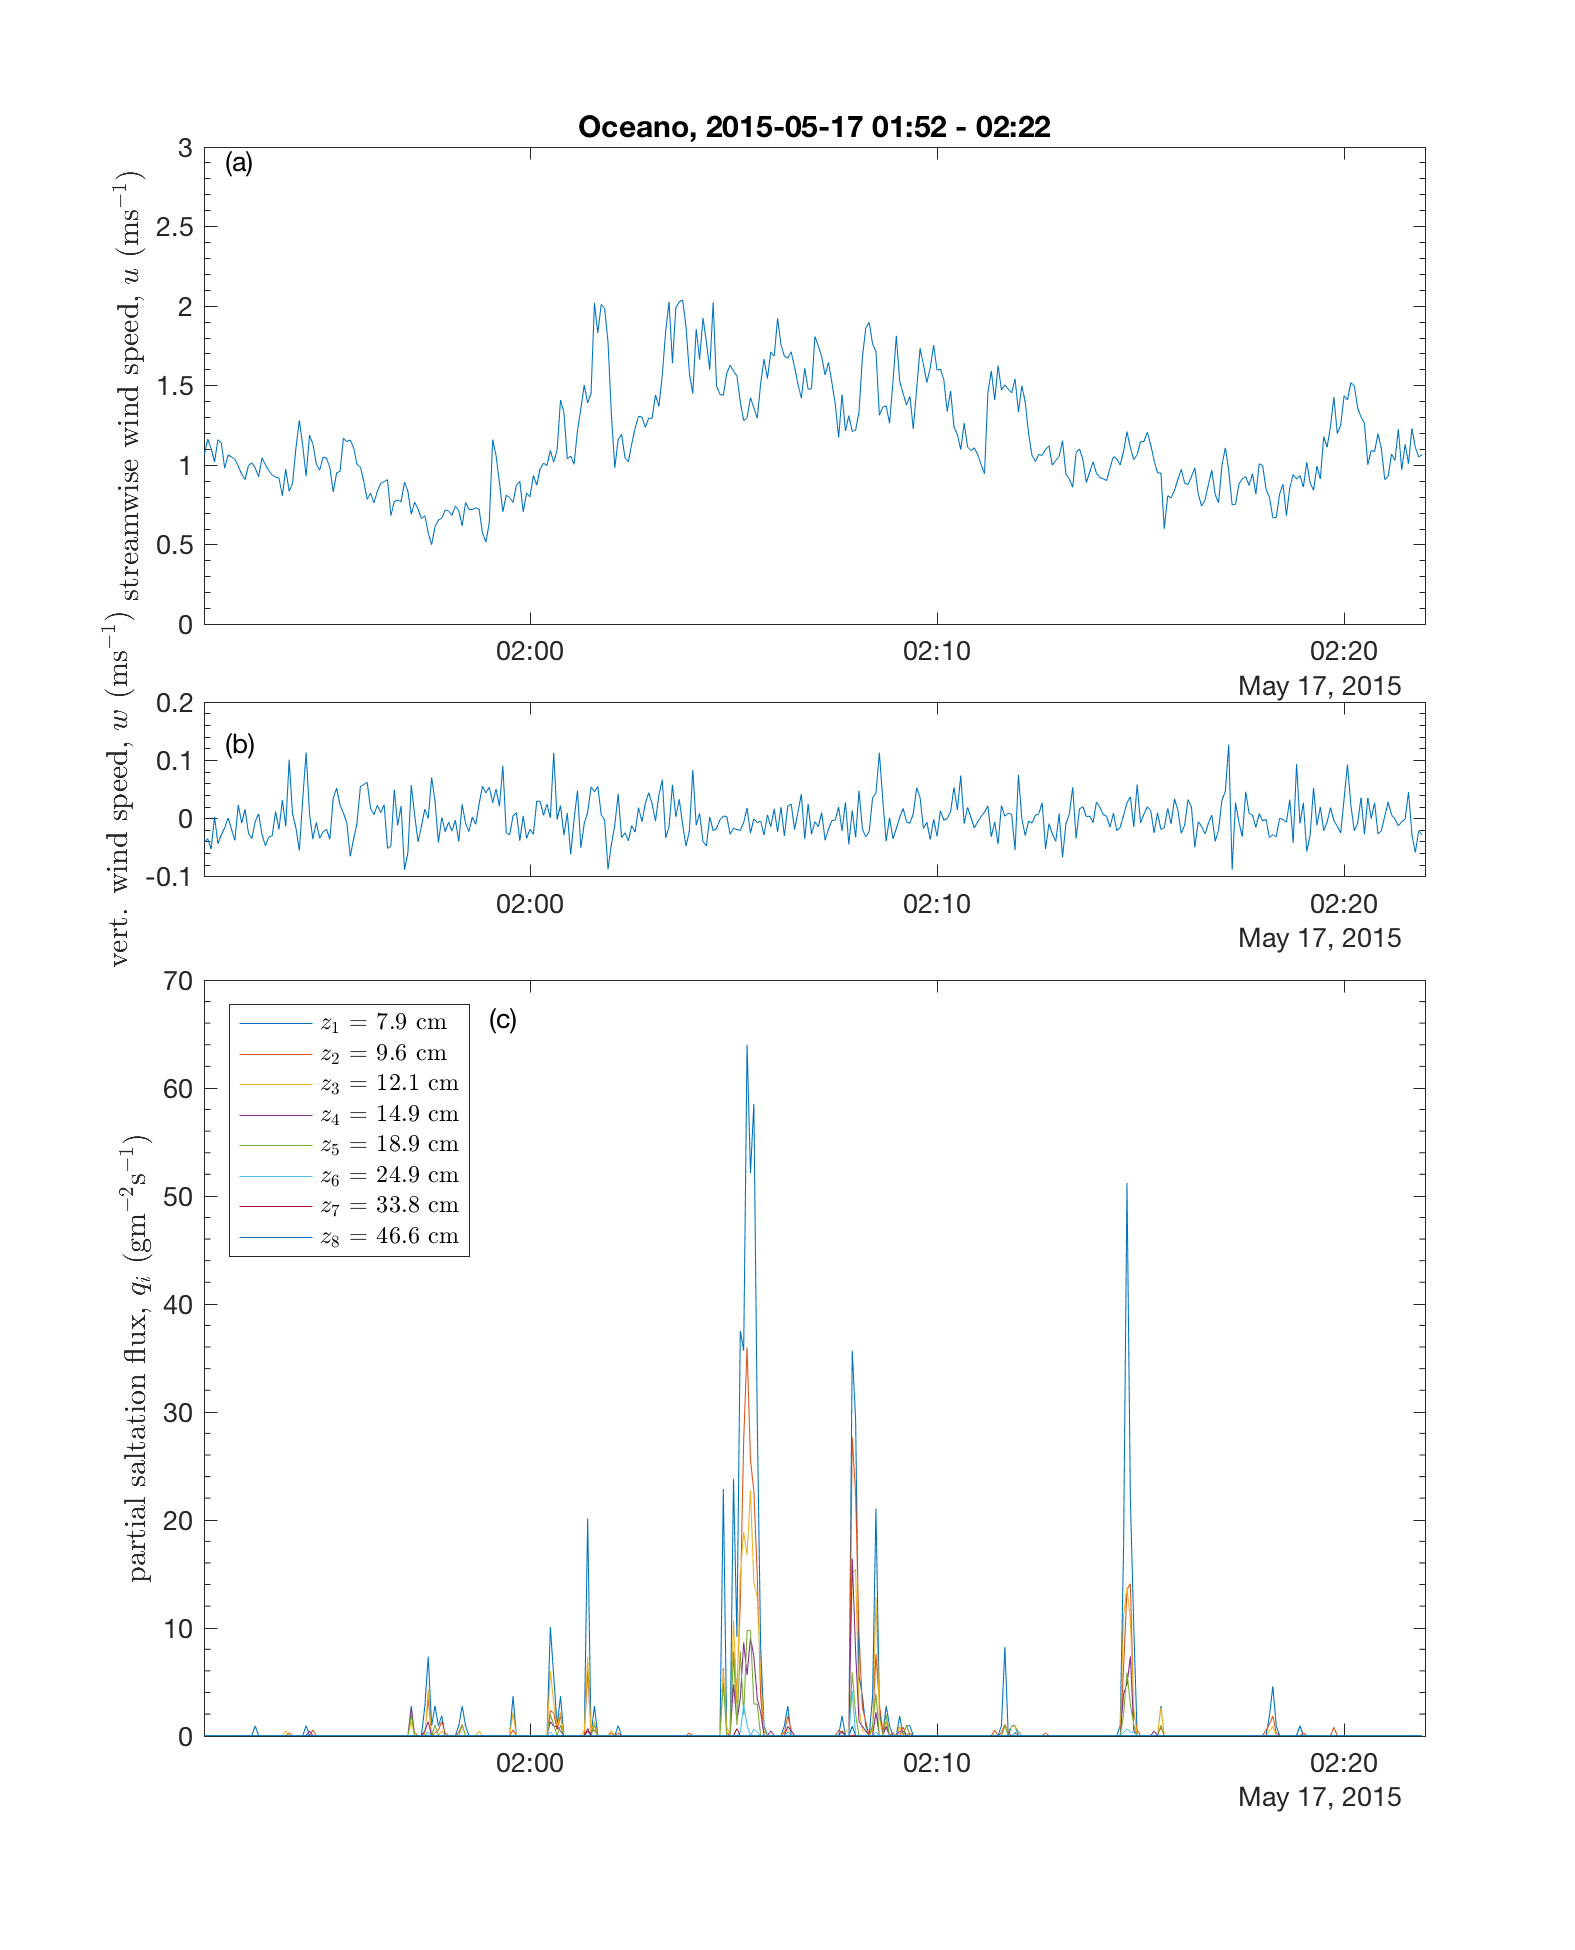 Oceano, 2015-05-17 01:52 - 02:22
(a)
streamwise wind speed, u (ms⁻¹)
3
2.5
2
1.5
1
0.5
0
02:00 02:10 02:20
May 17, 2015
(b)
vert. wind speed, w (ms⁻¹)
0.2
0.1
0
-0.1
02:00 02:10 02:20
May 17, 2015
(c)
partial saltation flux, qᵢ (gm⁻²s⁻¹)
70
60
50
40
30
20
10
0
z₁ = 7.9 cm
z₂ = 9.6 cm
z₃ = 12.1 cm
z₄ = 14.9 cm
z₅ = 18.9 cm
z₆ = 24.9 cm
z₇ = 33.8 cm
z₈ = 46.6 cm
02:00 02:10 02:20
May 17, 2015